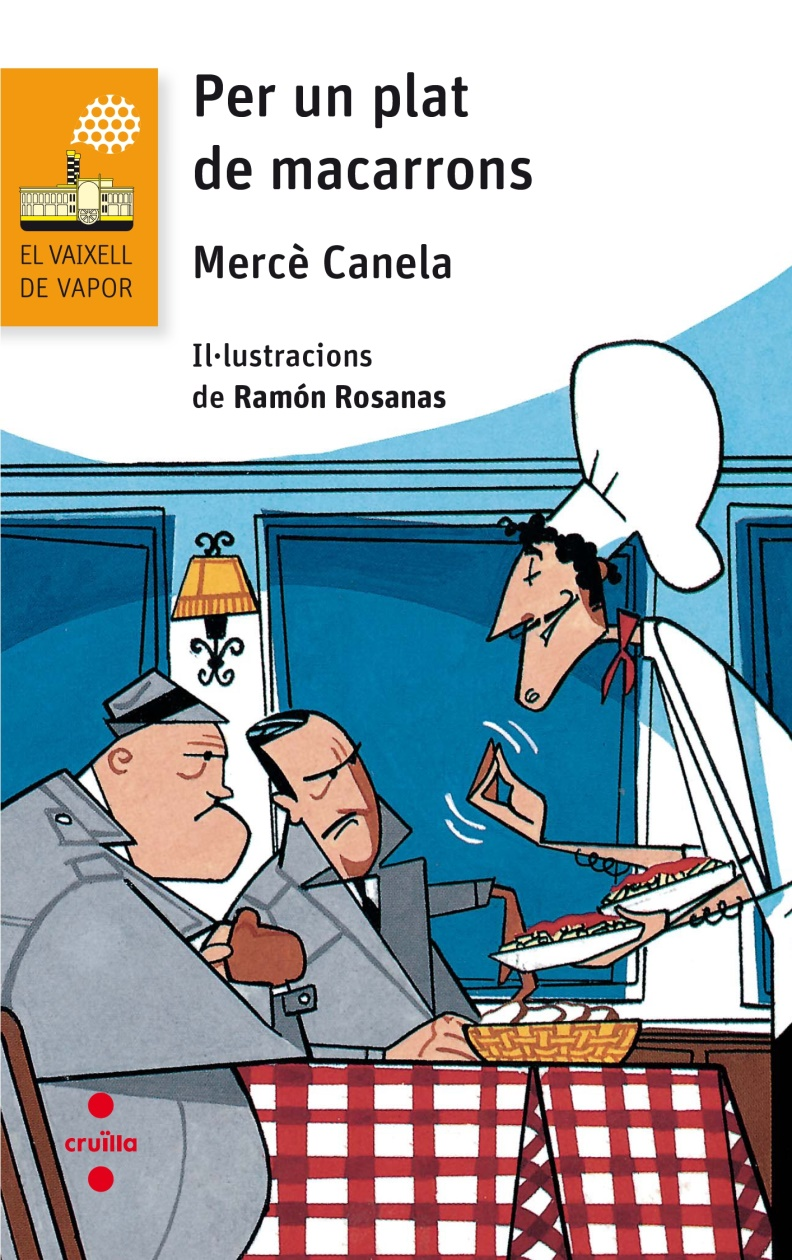 Per un plat
de macarrons
Mercè Canela
Il·lustracions
de Ramón Rosanas
EL VAIXELL
DE VAPOR
cruïlla